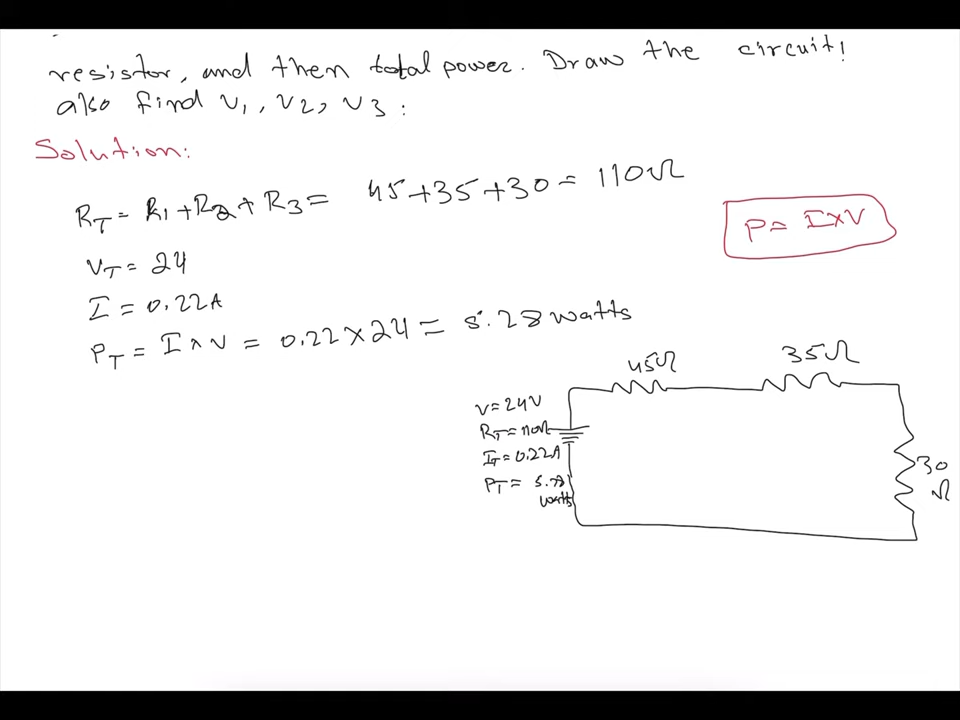 resistor, and then total power. Draw the circuit!
also find V1, V2, V3:
Solution:
RT = R1 + R2 + R3 = 45+35+30 = 110Ω
P = I×V
VT = 24
I = 0.22A
PT = I×V = 0.22×24 = 5.28 watts
45Ω
35Ω
V=24V
RT=110Ω
IT=0.22A
PT=
watts
30
Ω